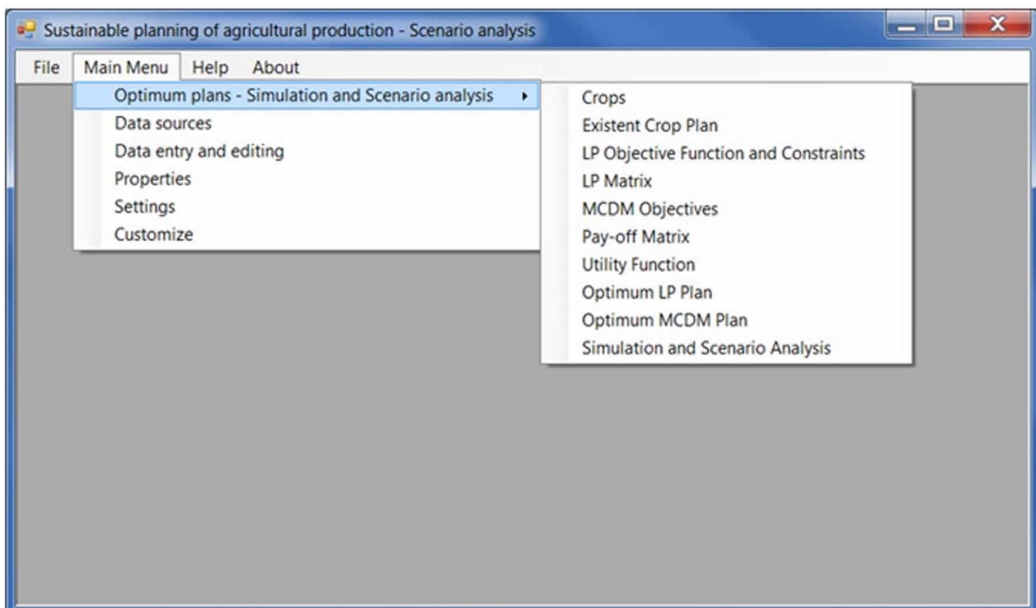 Sustainable planning of agricultural production - Scenario analysis
File Main Menu Help About
Optimum plans - Simulation and Scenario analysis
Data sources
Data entry and editing
Properties
Settings
Customize
Crops
Existent Crop Plan
LP Objective Function and Constraints
LP Matrix
MCDM Objectives
Pay-off Matrix
Utility Function
Optimum LP Plan
Optimum MCDM Plan
Simulation and Scenario Analysis